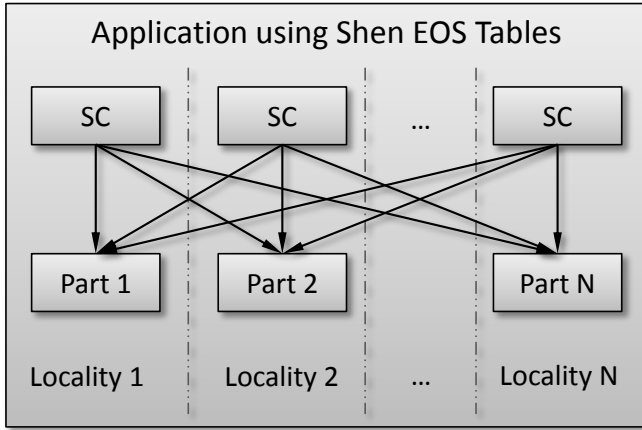 Application using Shen EOS Tables
SC SC ... SC
Part 1 Part 2 Part N
Locality 1 Locality 2 ... Locality N